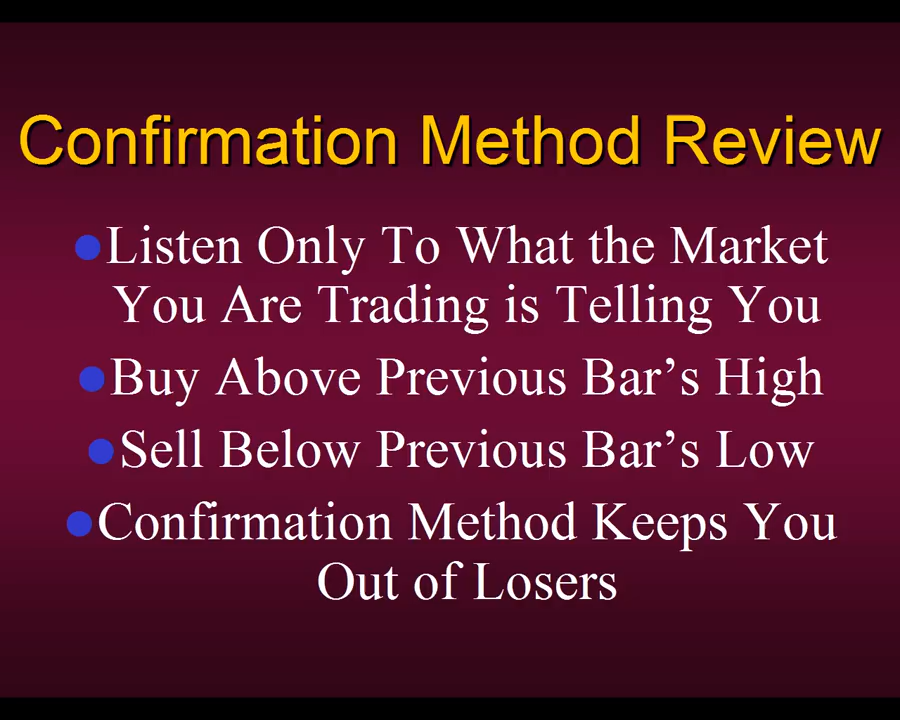 Confirmation Method Review
Listen Only To What the Market
You Are Trading is Telling You
Buy Above Previous Bar’s High
Sell Below Previous Bar’s Low
Confirmation Method Keeps You
Out of Losers